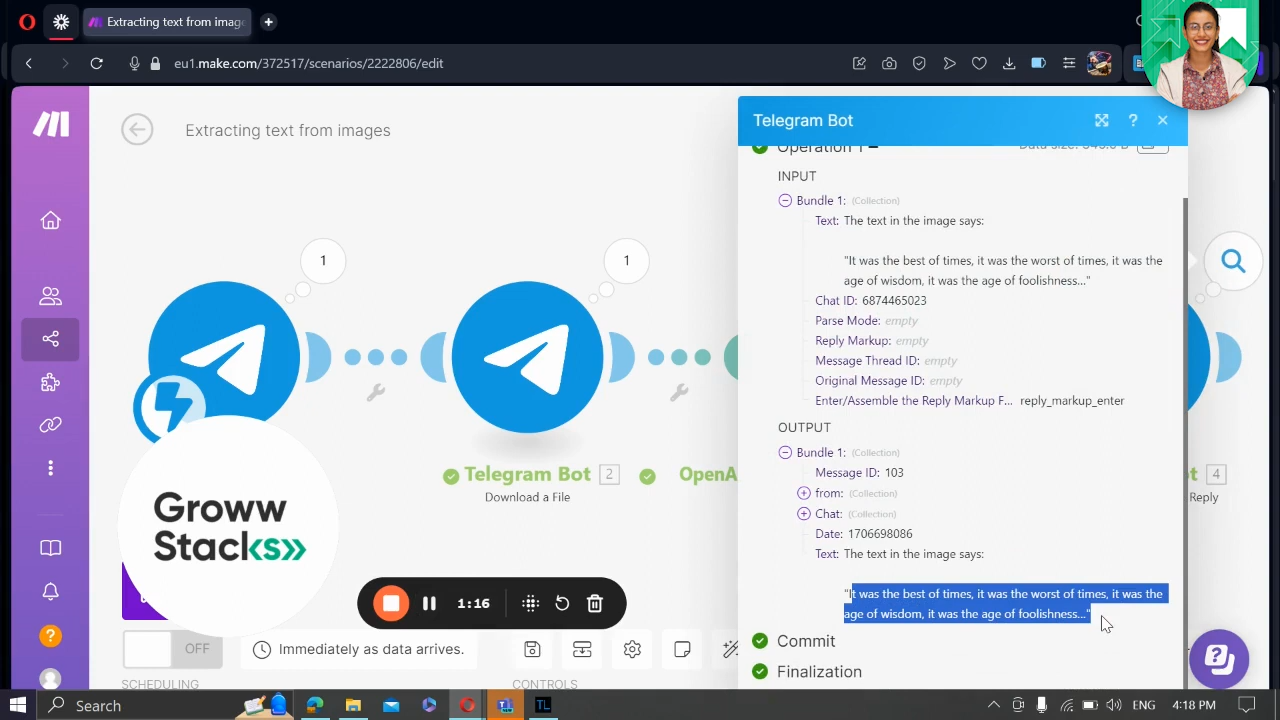 Extracting text from imag
eu1.make.com/372517/scenarios/2222806/edit
Extracting text from images
Telegram Bot
?
Operation 1
INPUT
Bundle 1: (Collection)
Text: The text in the image says:
"It was the best of times, it was the worst of times, it was the
age of wisdom, it was the age of foolishness..."
Chat ID: 6874465023
Parse Mode: empty
Reply Markup: empty
Message Thread ID: empty
Original Message ID: empty
Enter/Assemble the Reply Markup F... reply_markup_enter
OUTPUT
Bundle 1: (Collection)
Message ID: 103
from: (Collection)
Chat: (Collection)
Date: 1706698086
Text: The text in the image says:
"It was the best of times, it was the worst of times, it was the
age of wisdom, it was the age of foolishness..."
Commit
Finalization
1
1
Telegram Bot 2
Download a File
OpenA
ot 4
Reply
Groww
Stack<s>>
1:16
OFF
Immediately as data arrives.
SCHEDULING
CONTROLS
?
Search
TL
ENG
4:18 PM